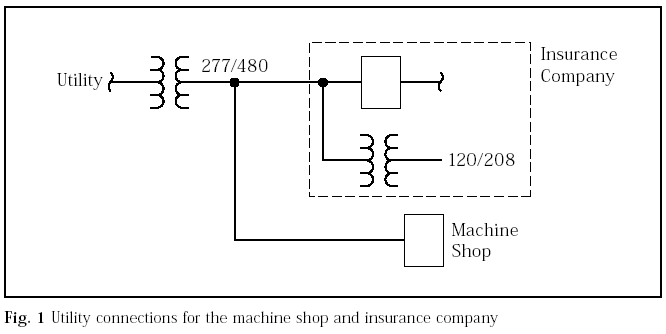 Utility
277/480
Insurance
Company
120/208
Machine
Shop
Fig. 1 Utility connections for the machine shop and insurance company